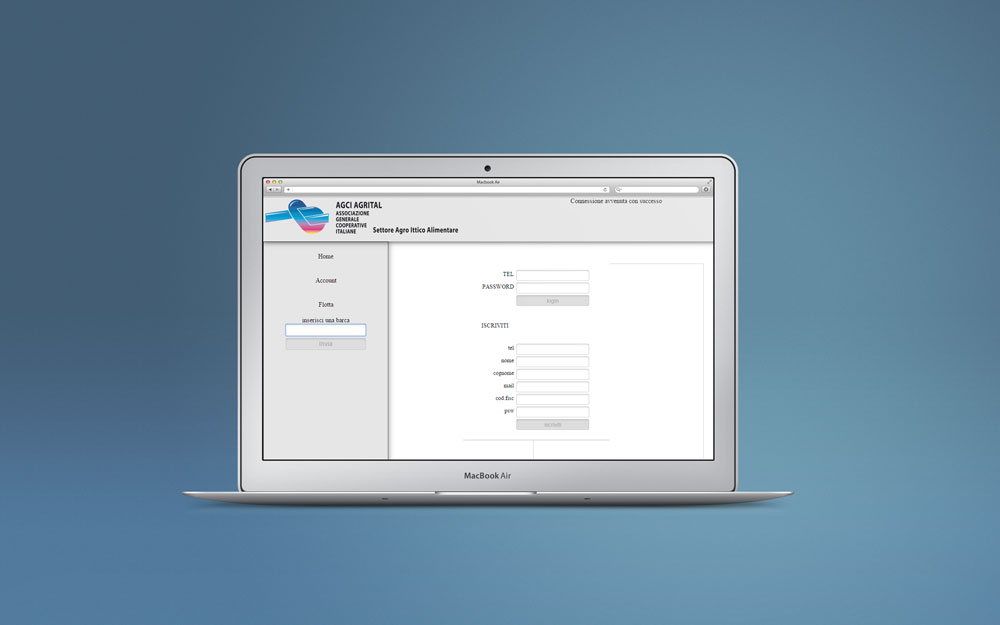 Macbook Air
Connessione avvenuta con successo
AGCI AGRITAL
ASSOCIAZIONE
GENERALE
COOPERATIVE
ITALIANE
Settore Agro Ittico Alimentare
Home
Account
Flotta
inserisci una barca
invia
TEL
PASSWORD
login
ISCRIVITI
tel
nome
cognome
mail
cod.fisc
psw
iscriviti
MacBook Air